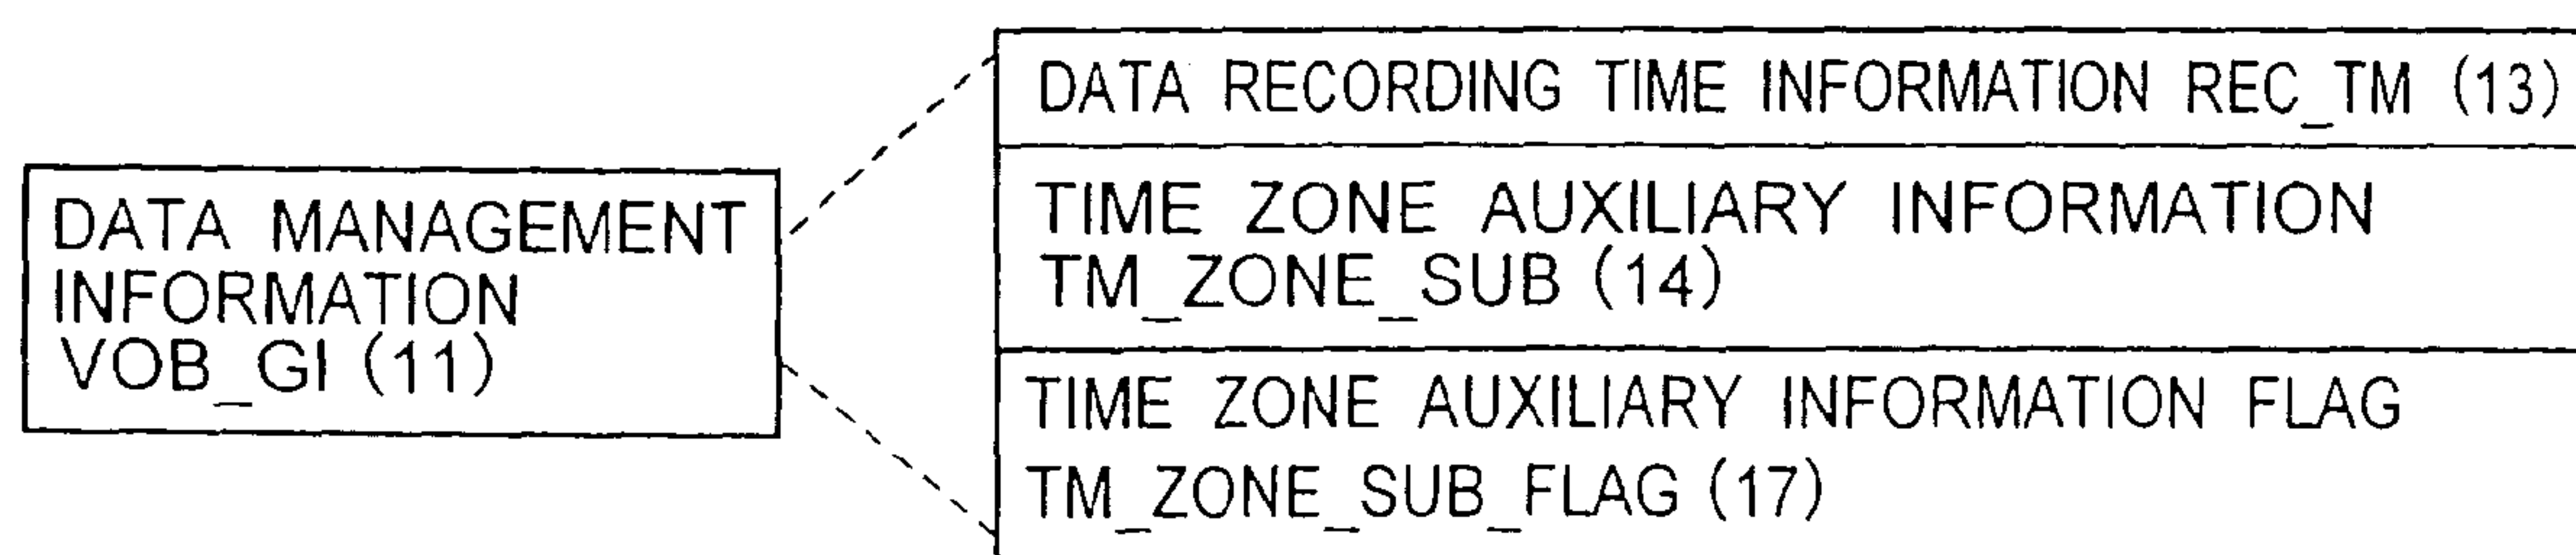 DATA MANAGEMENT
INFORMATION
VOB_GI (11)
DATA RECORDING TIME INFORMATION REC_TM (13)
TIME ZONE AUXILIARY INFORMATION
TM_ZONE_SUB (14)
TIME ZONE AUXILIARY INFORMATION FLAG
TM_ZONE_SUB_FLAG (17)